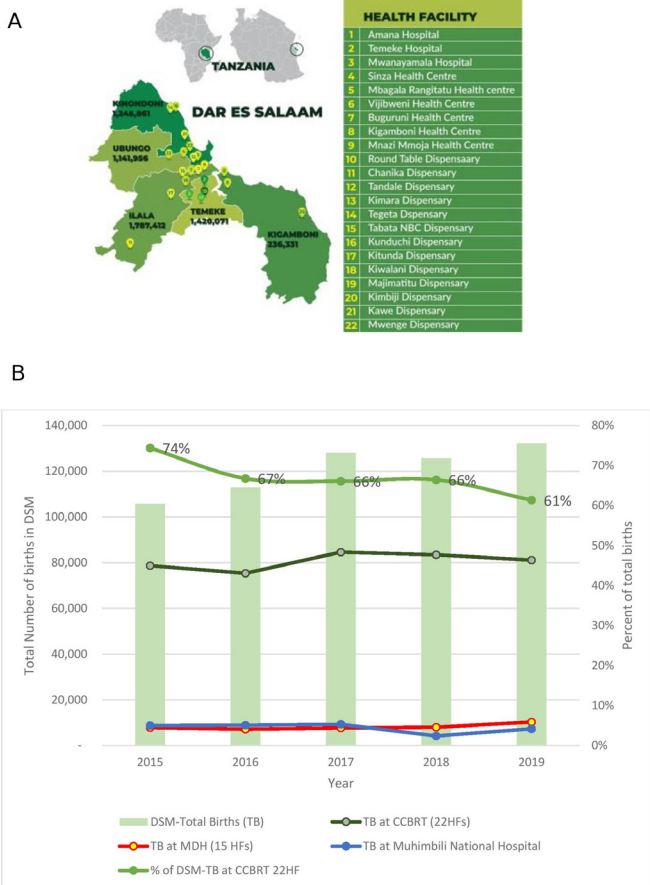 A
TANZANIA
DAR ES SALAAM
KINONDONI
UBUNGO
1,141,956
ILALA
1,787,412
TEMEKE
1,420,071
KIGAMBONI
236,331
HEALTH FACILITY
1 Amana Hospital
2 Temeke Hospital
3 Mwanayamala Hospital
4 Sinza Health Centre
5 Mbagala Rangitatu Health centre
6 Vijibweni Health Centre
7 Buguruni Health Centre
8 Kigamboni Health Centre
9 Mnazi Mmoja Health Centre
10 Round Table Dispensaary
11 Chanika Dispensary
12 Tandale Dispensary
13 Kimara Dispensary
14 Tegeta Dspensary
15 Tabata NBC Dispensary
16 Kunduchi Dispensary
17 Kitunda Dispensary
18 Kiwalani Dispensary
19 Majimatitu Dispensary
20 Kimbiji Dispensary
21 Kawe Dispensary
22 Mwenge Dispensary
B
Total Number of births in DSM
140,000
120,000
100,000
80,000
60,000
40,000
20,000
-
74%
67%
66%
66%
61%
80%
70%
60%
50%
40%
30%
20%
10%
0%
Percent of total births
2015 2016 2017 2018 2019
Year
DSM-Total Births (TB)
TB at CCBRT (22HFs)
TB at MDH (15 HFs)
TB at Muhimbili National Hospital
% of DSM-TB at CCBRT 22HF